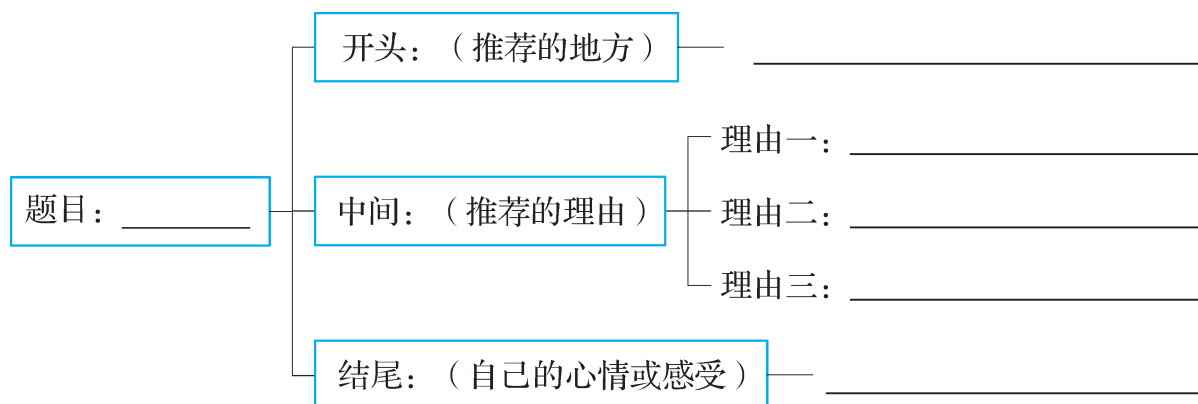 开头：（推荐的地方）
题目：
中间：（推荐的理由）
理由一：
理由二：
理由三：
结尾：（自己的心情或感受）